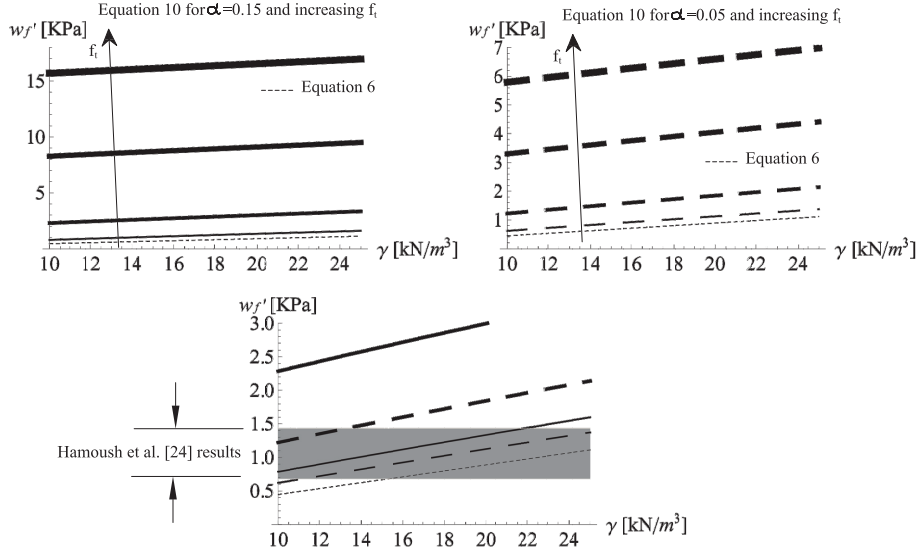 Equation 10 for α=0.15 and increasing fₜ
w_f' [KPa]
fₜ
Equation 6
15
10
5
10 12 14 16 18 20 22 24
γ [kN/m³]
Equation 10 for α=0.05 and increasing fₜ
w_f' [KPa]
fₜ
Equation 6
7
6
5
4
3
2
1
10 12 14 16 18 20 22 24
γ [kN/m³]
w_f' [KPa]
3.0
2.5
2.0
1.5
1.0
0.5
Hamoush et al. [24] results
10 12 14 16 18 20 22 24
γ [kN/m³]